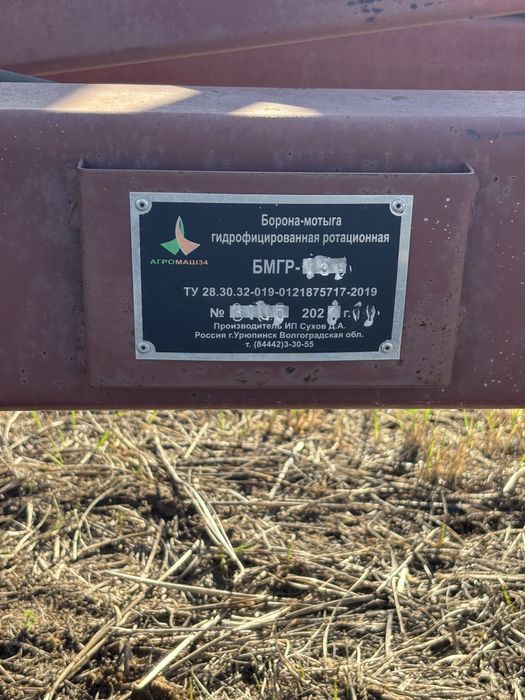 Борона-мотыга
гидрофицированная ротационная
АГРОМАШ34
БМГР-
ТУ 28.30.32-019-0121875717-2019
№ 202 г.
Производитель ИП Сухов Д.А.
Россия г.Урюпинск Волгоградская обл.
т. (84442)3-30-55